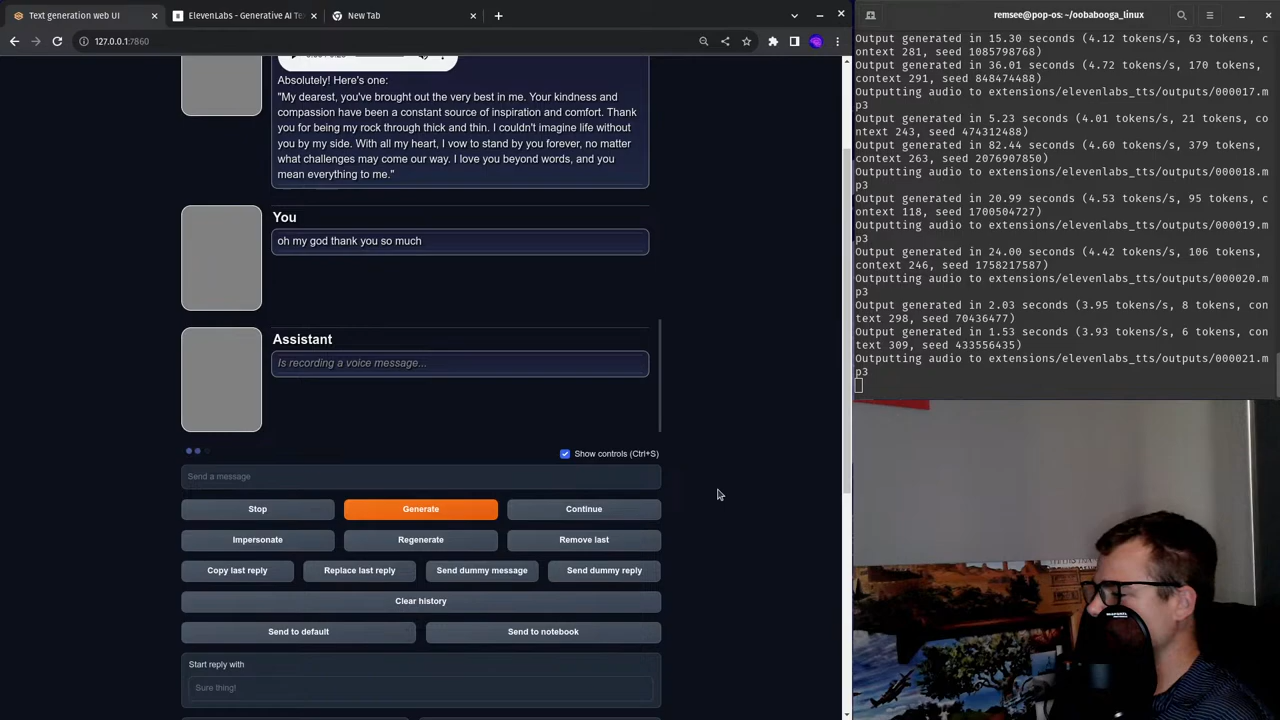 Text generation web UI
ElevenLabs - Generative AI Te
New Tab
127.0.0.1:7860
Absolutely! Here's one:
"My dearest, you've brought out the very best in me. Your kindness and
compassion have been a constant source of inspiration and comfort. Thank
you for being my rock through thick and thin. I couldn't imagine life without
you by my side. With all my heart, I vow to stand by you forever, no matter
what challenges may come our way. I love you beyond words, and you
mean everything to me."
You
oh my god thank you so much
Assistant
Is recording a voice message...
Show controls (Ctrl+S)
Send a message
Stop
Generate
Continue
Impersonate
Regenerate
Remove last
Copy last reply
Replace last reply
Send dummy message
Send dummy reply
Clear history
Send to default
Send to notebook
Start reply with
Sure thing!
remsee@pop-os: ~/oobabooga_linux
Output generated in 15.30 seconds (4.12 tokens/s, 63 tokens, c
ontext 281, seed 1085798768)
Output generated in 36.01 seconds (4.72 tokens/s, 170 tokens,
context 291, seed 848474488)
Outputting audio to extensions/elevenlabs_tts/outputs/000017.m
p3
Output generated in 5.23 seconds (4.01 tokens/s, 21 tokens, co
ntext 243, seed 474312488)
Output generated in 82.44 seconds (4.60 tokens/s, 379 tokens,
context 263, seed 2076907850)
Outputting audio to extensions/elevenlabs_tts/outputs/000018.m
p3
Output generated in 20.99 seconds (4.53 tokens/s, 95 tokens, c
ontext 118, seed 1700504727)
Outputting audio to extensions/elevenlabs_tts/outputs/000019.m
p3
Output generated in 24.00 seconds (4.42 tokens/s, 106 tokens,
context 246, seed 1758217587)
Outputting audio to extensions/elevenlabs_tts/outputs/000020.m
p3
Output generated in 2.03 seconds (3.95 tokens/s, 8 tokens, con
text 298, seed 70436477)
Output generated in 1.53 seconds (3.93 tokens/s, 6 tokens, con
text 309, seed 433556435)
Outputting audio to extensions/elevenlabs_tts/outputs/000021.m
p3